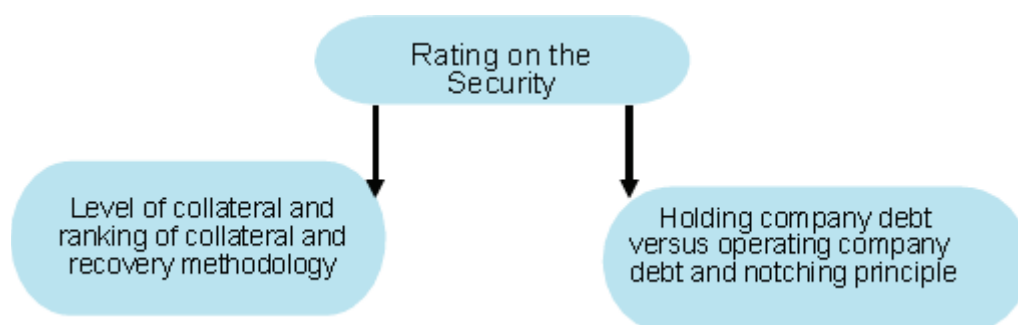 Rating on the
Security
Level of collateral and
ranking of collateral and
recovery methodology
Holding company debt
versus operating company
debt and notching principle